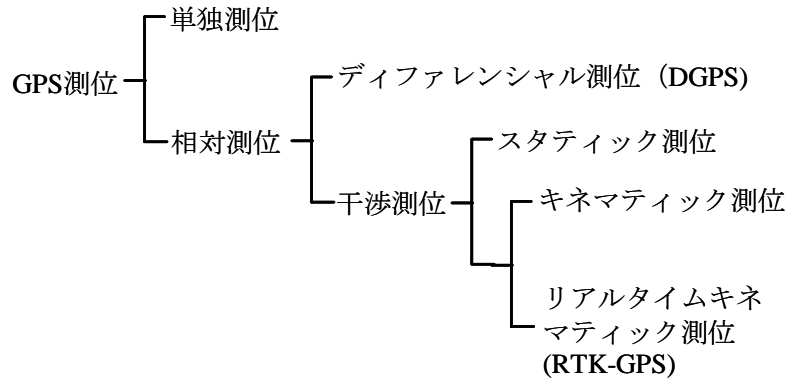 単独測位
GPS測位
ディファレンシャル測位（DGPS)
相対測位
スタティック測位
干渉測位
キネマティック測位
リアルタイムキネ
マティック測位
(RTK-GPS)